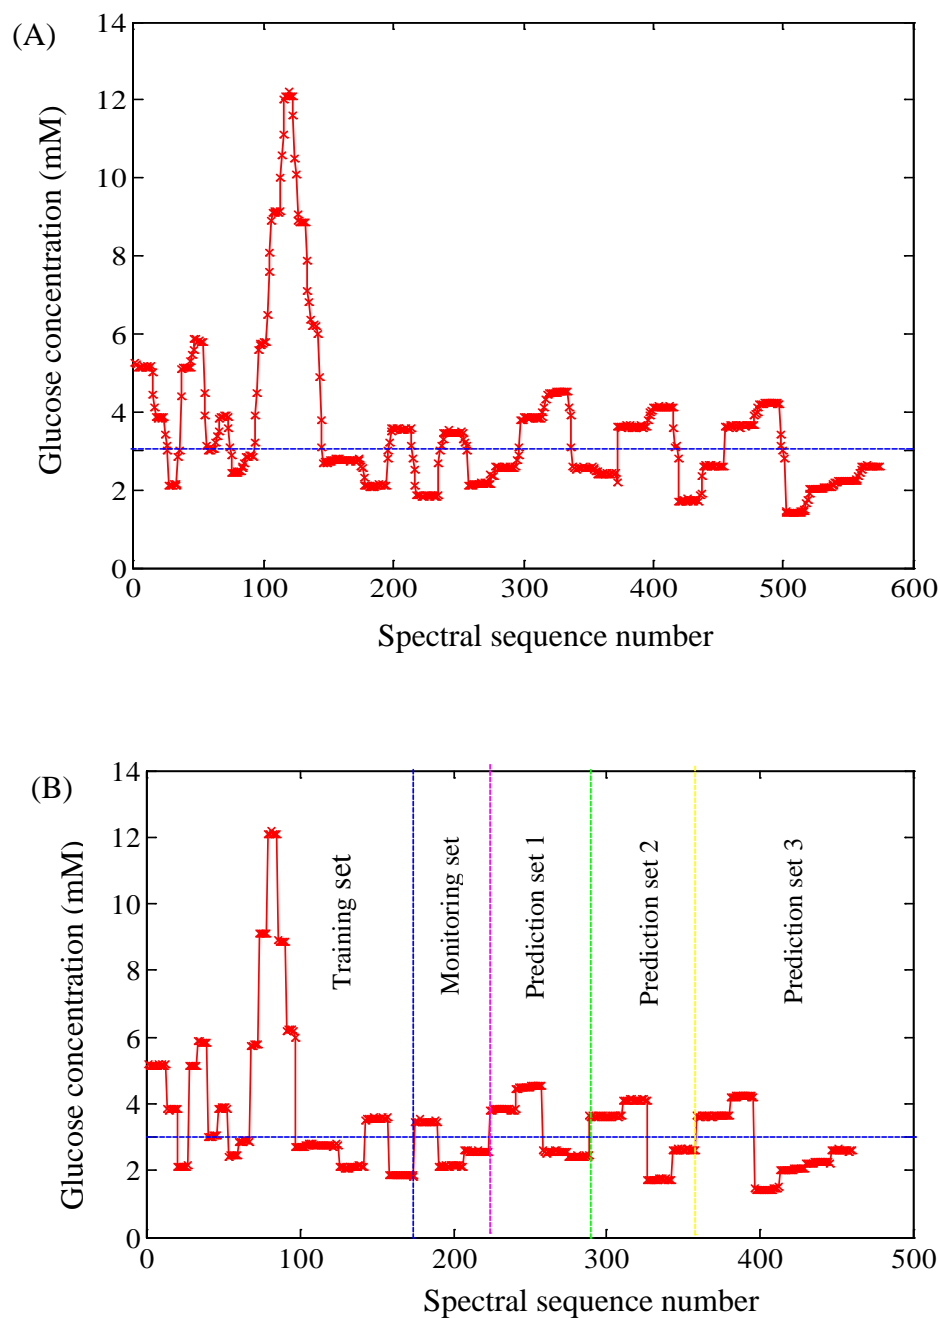 (A)
14
12
10
8
6
4
2
0
Glucose concentration (mM)
0 100 200 300 400 500 600
Spectral sequence number
(B)
14
12
10
8
6
4
2
0
Glucose concentration (mM)
Training set
Monitoring set
Prediction set 1
Prediction set 2
Prediction set 3
0 100 200 300 400 500
Spectral sequence number